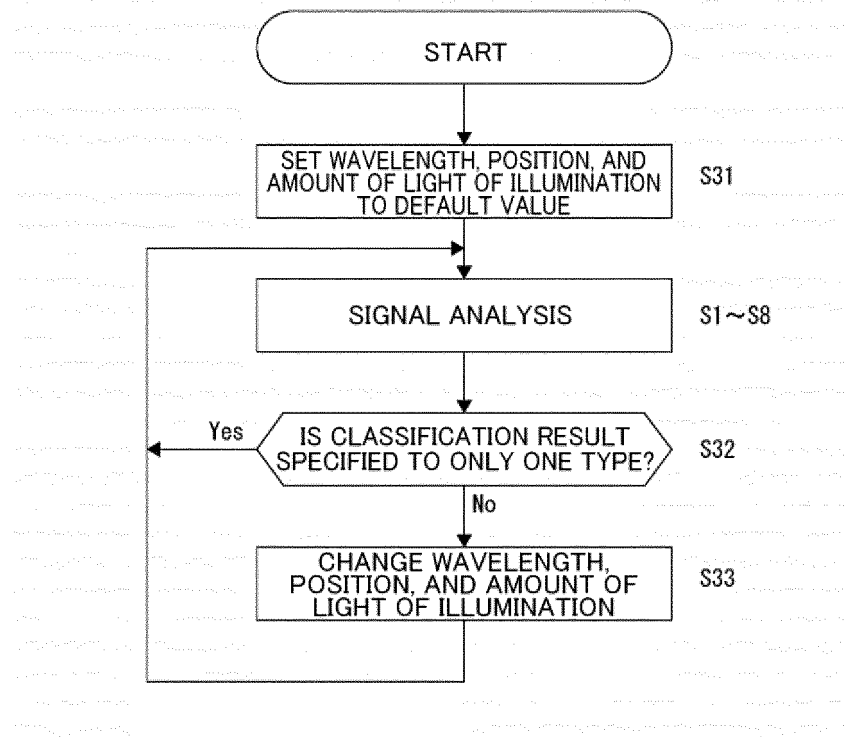 START
SET WAVELENGTH, POSITION, AND
AMOUNT OF LIGHT OF ILLUMINATION
TO DEFAULT VALUE
S31
SIGNAL ANALYSIS
S1～S8
Yes
IS CLASSIFICATION RESULT
SPECIFIED TO ONLY ONE TYPE?
S32
No
CHANGE WAVELENGTH,
POSITION, AND AMOUNT OF
LIGHT OF ILLUMINATION
S33